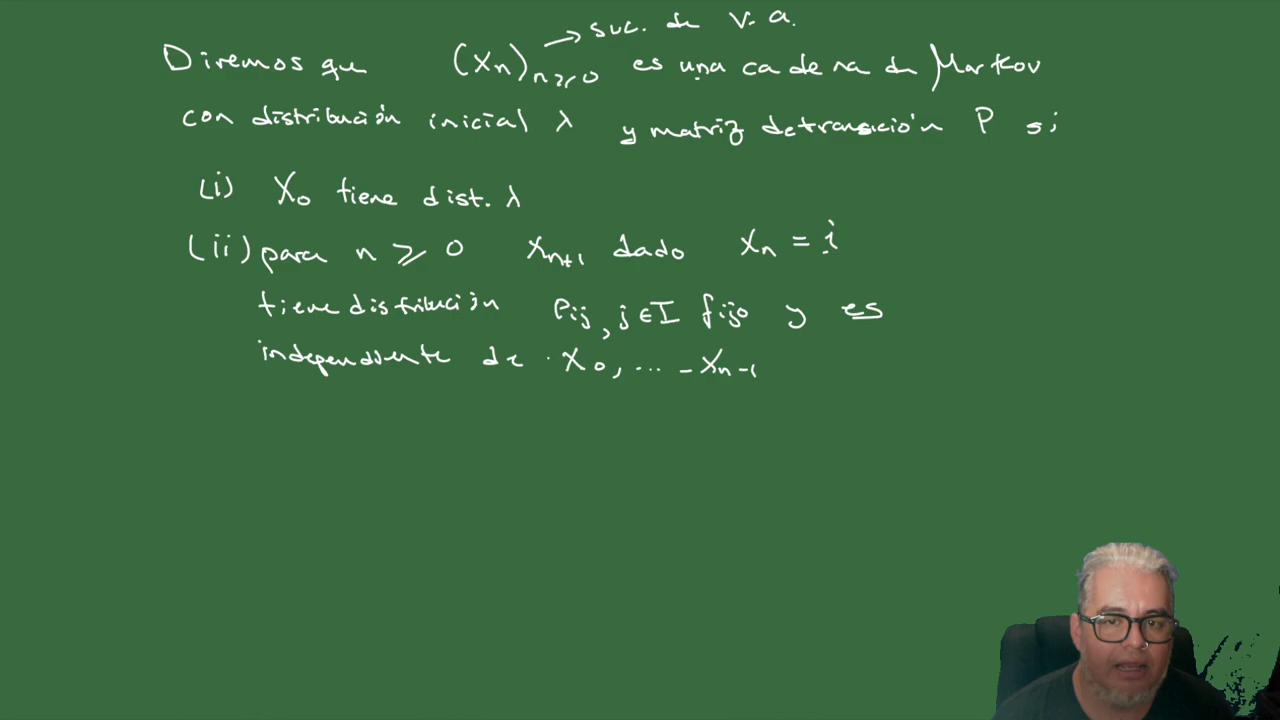 suc. de v. a.
Diremos que (Xn)n≥0 es una cadena de Markov
con distribución inicial λ y matriz de transición P si
(i) X0 tiene dist. λ
(ii) para n ≥ 0 Xn+1 dado Xn = i
tiene distribución Pij, j ∈ I fijo y es
independiente de X0, ... Xn-1